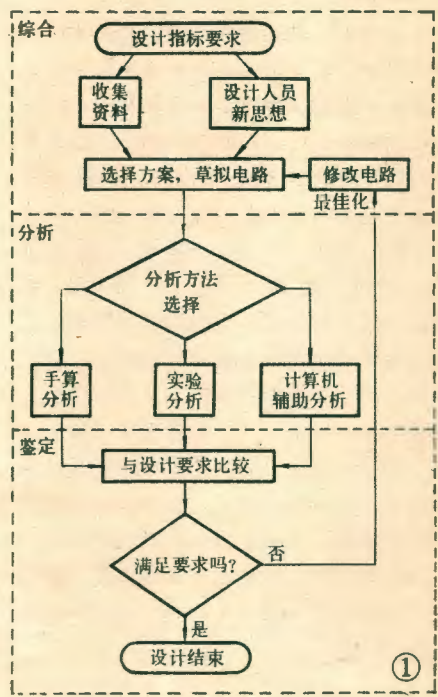 综合
设计指标要求
收集
资料
设计人员
新思想
选择方案，草拟电路
修改电路
最佳化
分析
分析方法
选择
手算
分析
实验
分析
计算机
辅助分析
鉴定
与设计要求比较
满足要求吗？
否
是
设计结束
①